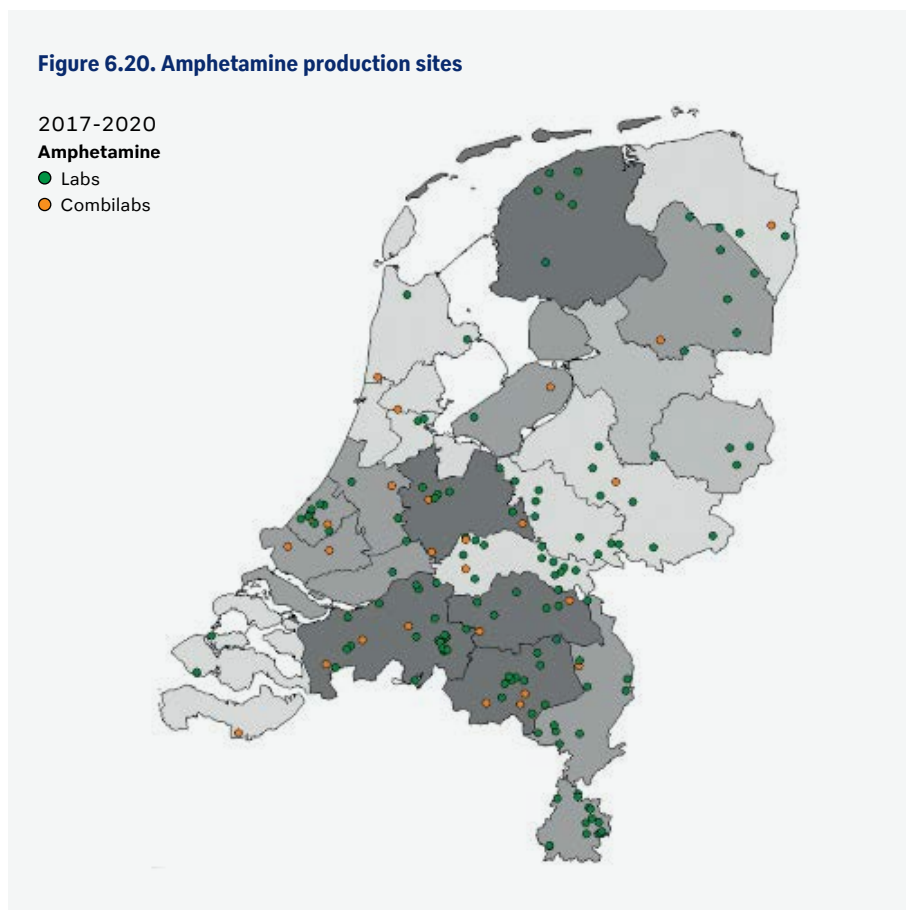 Figure 6.20. Amphetamine production sites
2017-2020
Amphetamine
Labs
Combilabs